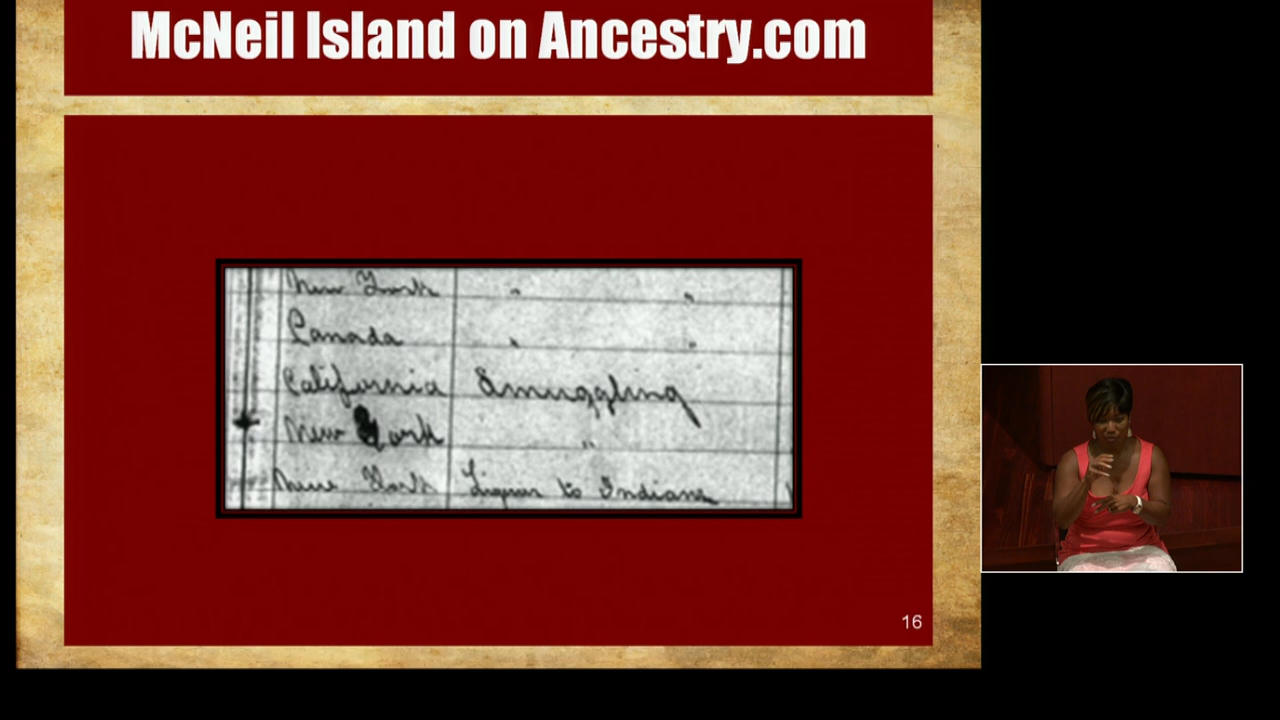 McNeil Island on Ancestry.com
New York " "
Canada " "
California Smuggling
New York "
New York Liquor to Indians
16